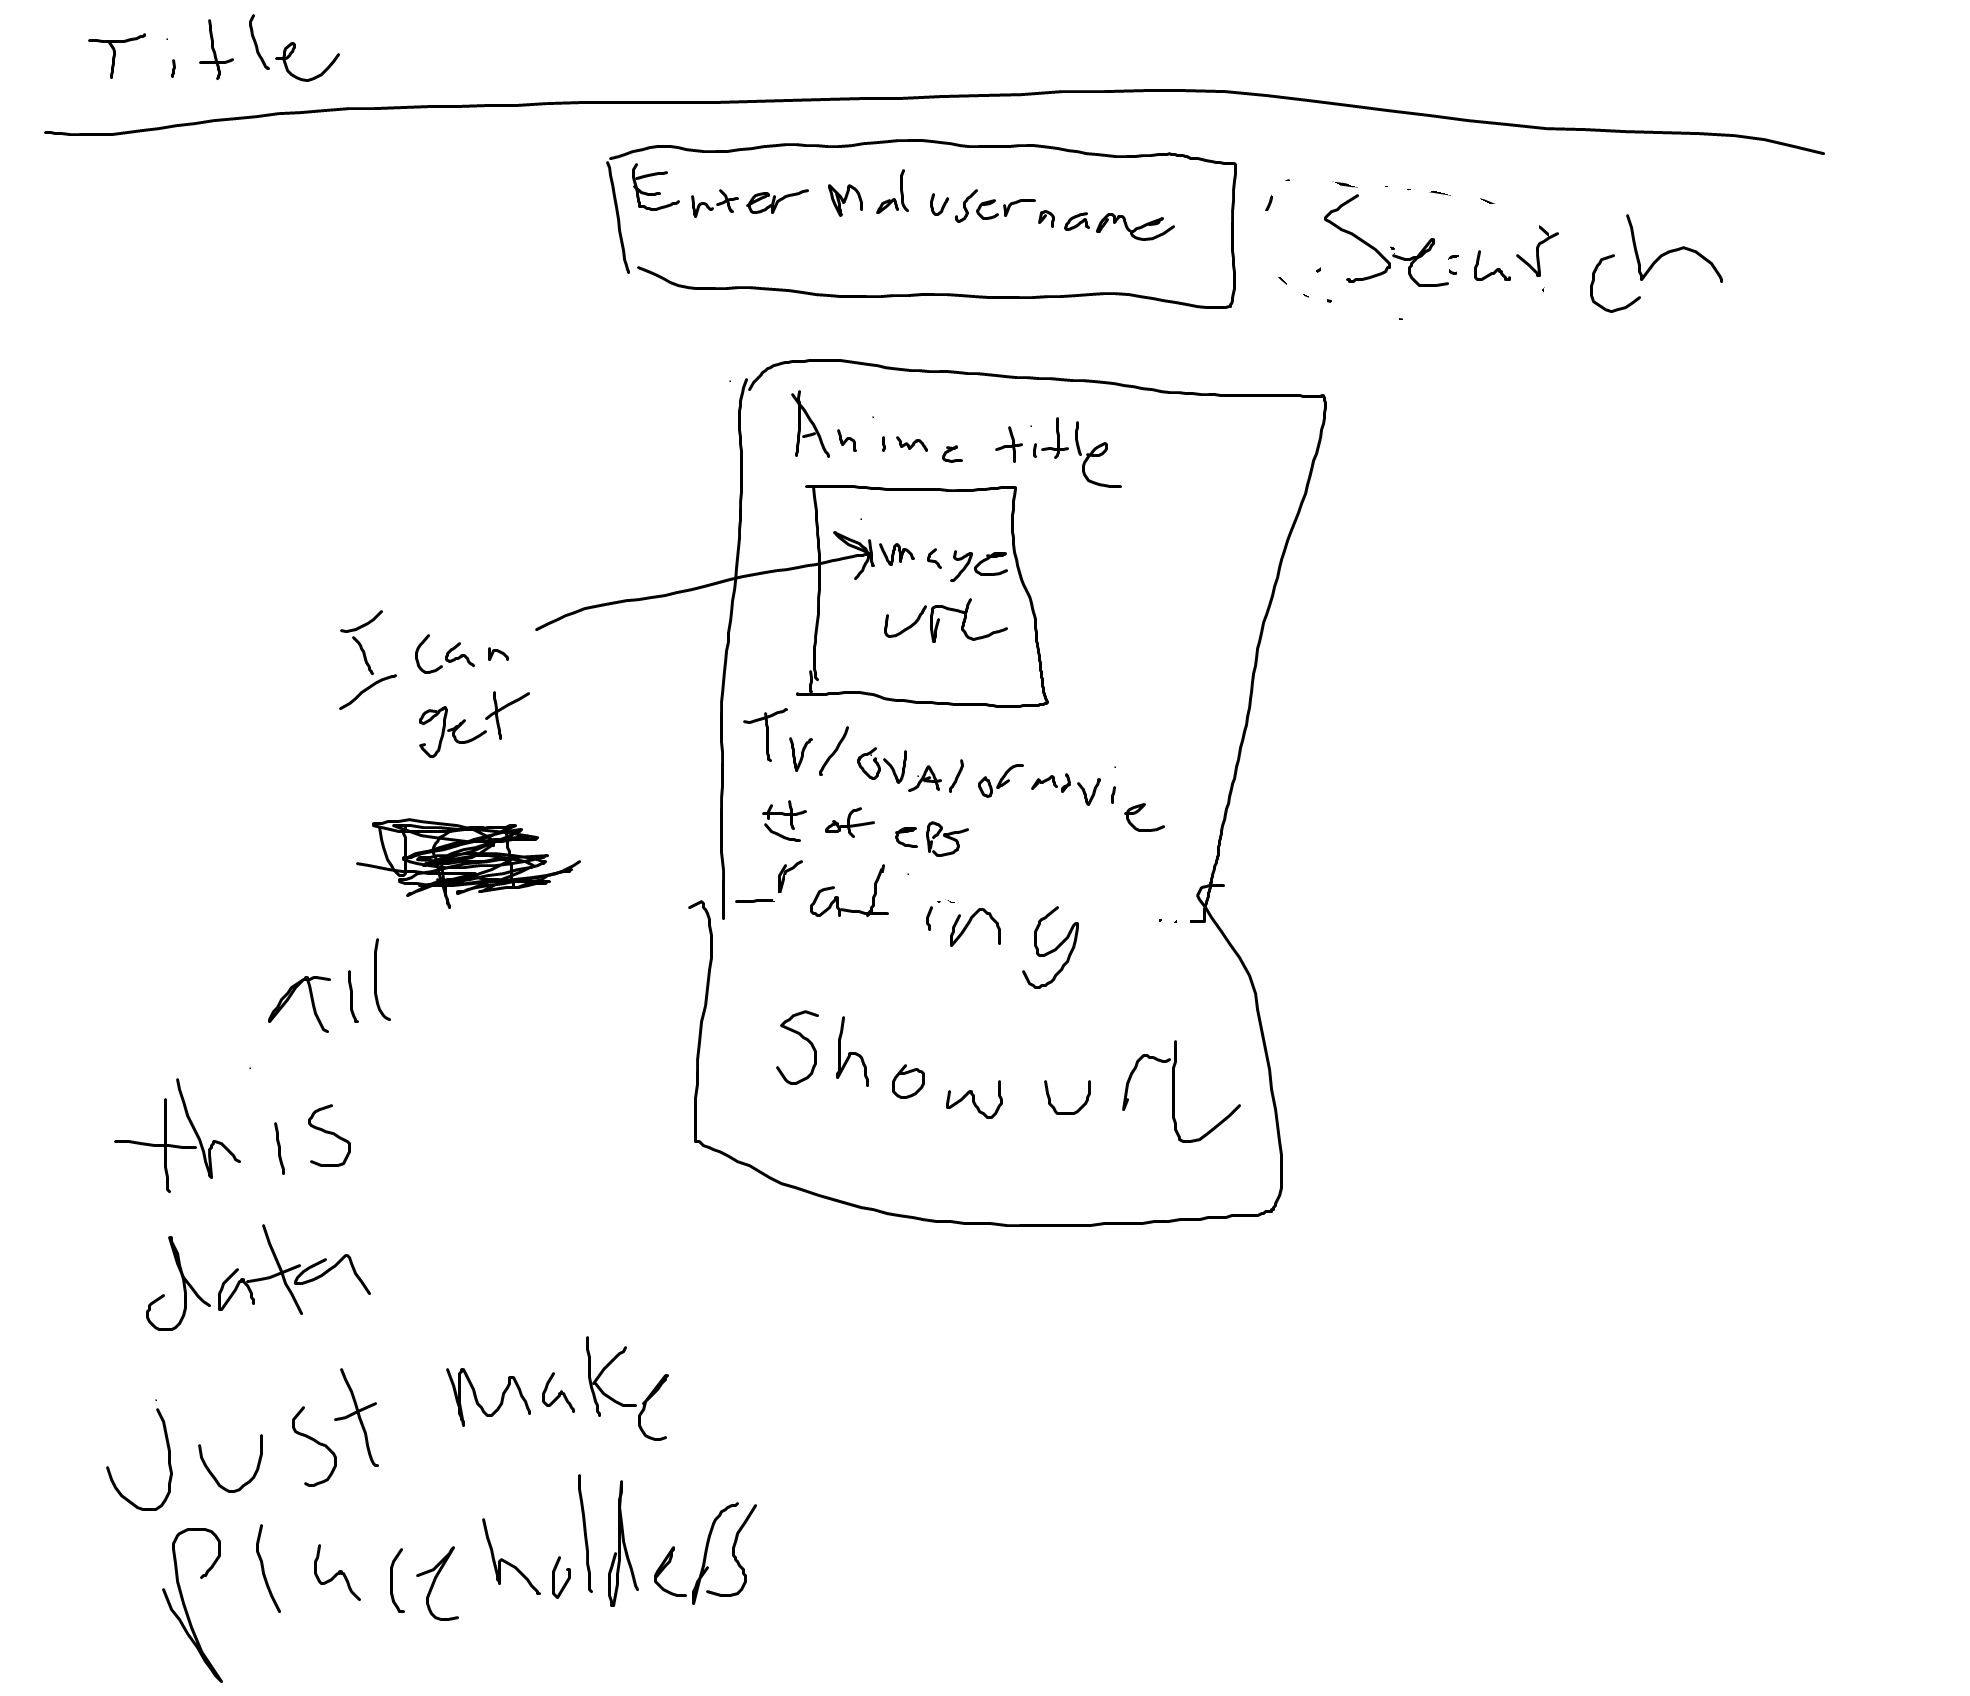 Title
Enter Mal username
Search
Anime title
image
url
I can
get
TV/OVA/or movie
# of eps
rating
Show url
all
this
data
Just make
placeholders